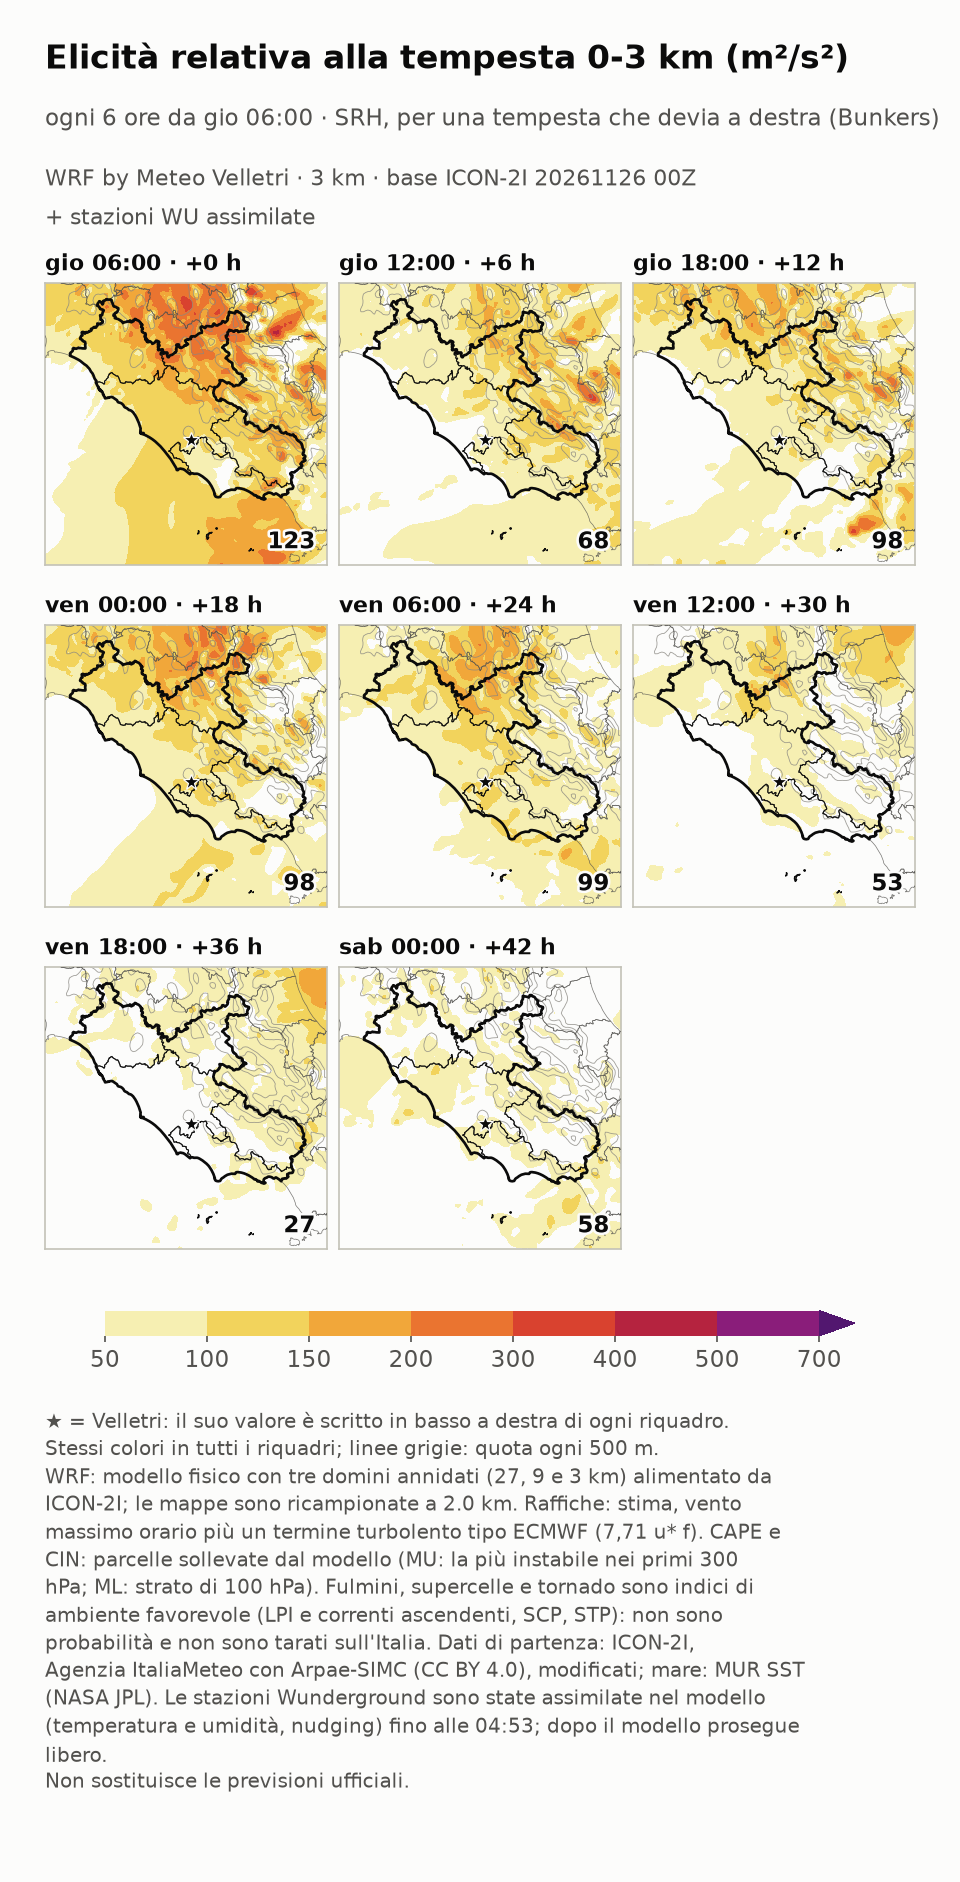 Elicità relativa alla tempesta 0-3 km (m²/s²)
ogni 6 ore da gio 06:00 · SRH, per una tempesta che devia a destra (Bunkers)
WRF by Meteo Velletri · 3 km · base ICON-2I 20261126 00Z
+ stazioni WU assimilate
gio 06:00 · +0 h
gio 12:00 · +6 h
gio 18:00 · +12 h
123
68
98
ven 00:00 · +18 h
ven 06:00 · +24 h
ven 12:00 · +30 h
98
99
53
ven 18:00 · +36 h
sab 00:00 · +42 h
27
58
50 100 150 200 300 400 500 700
★ = Velletri: il suo valore è scritto in basso a destra di ogni riquadro.
Stessi colori in tutti i riquadri; linee grigie: quota ogni 500 m.
WRF: modello fisico con tre domini annidati (27, 9 e 3 km) alimentato da
ICON-2I; le mappe sono ricampionate a 2.0 km. Raffiche: stima, vento
massimo orario più un termine turbolento tipo ECMWF (7,71 u* f). CAPE e
CIN: parcelle sollevate dal modello (MU: la più instabile nei primi 300
hPa; ML: strato di 100 hPa). Fulmini, supercelle e tornado sono indici di
ambiente favorevole (LPI e correnti ascendenti, SCP, STP): non sono
probabilità e non sono tarati sull'Italia. Dati di partenza: ICON-2I,
Agenzia ItaliaMeteo con Arpae-SIMC (CC BY 4.0), modificati; mare: MUR SST
(NASA JPL). Le stazioni Wunderground sono state assimilate nel modello
(temperatura e umidità, nudging) fino alle 04:53; dopo il modello prosegue
libero.
Non sostituisce le previsioni ufficiali.